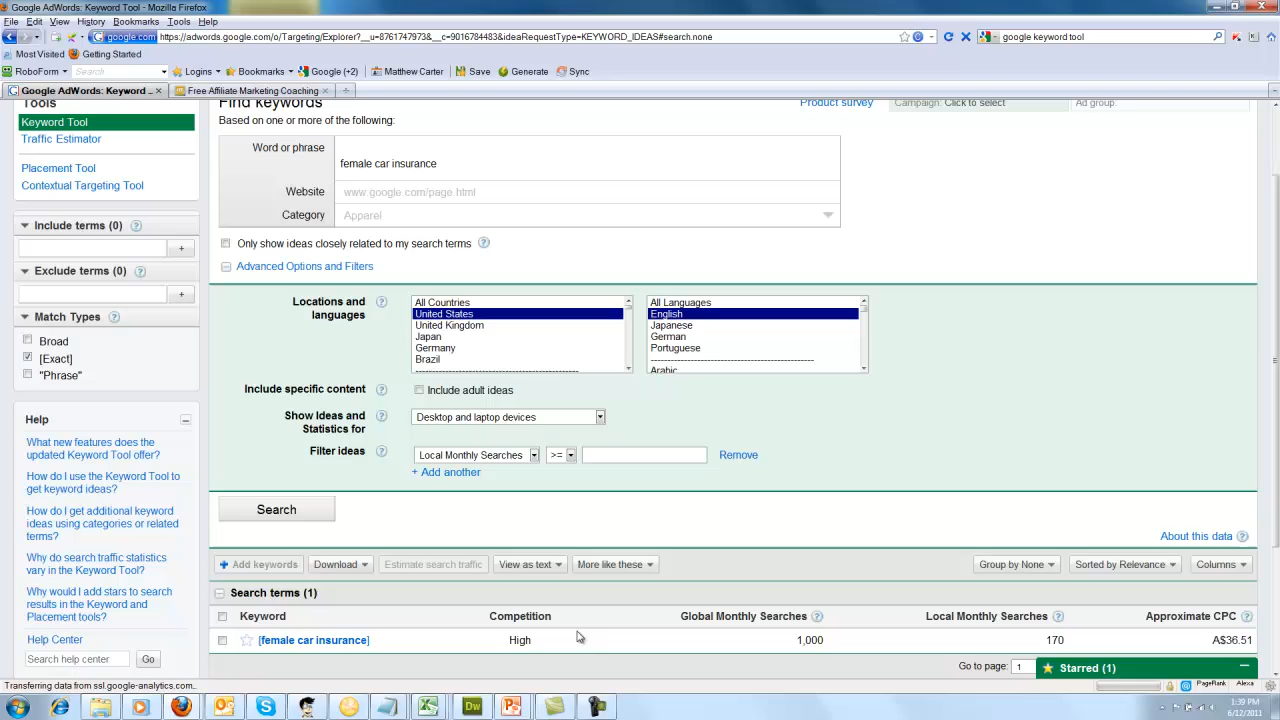 Google AdWords: Keyword Tool - Mozilla Firefox
File Edit View History Bookmarks Tools Help
google.com https://adwords.google.com/o/Targeting/Explorer?__u=8761747973&__c=9016784483&ideaRequestType=KEYWORD_IDEAS#search.none google keyword tool
Most Visited Getting Started
RoboForm Search Logins Bookmarks Google (+2) Matthew Carter Save Generate Sync
Google AdWords: Keyword ... Free Affiliate Marketing Coaching
Tools
Keyword Tool
Traffic Estimator
Placement Tool
Contextual Targeting Tool
Include terms (0)
+
Exclude terms (0)
+
Match Types
Broad
[Exact]
"Phrase"
Help
What new features does the
updated Keyword Tool offer?
How do I use the Keyword Tool to
get keyword ideas?
How do I get additional keyword
ideas using categories or related
terms?
Why do search traffic statistics
vary in the Keyword Tool?
Why would I add stars to search
results in the Keyword and
Placement tools?
Help Center
Search help center Go
Find keywords Product survey Campaign: Click to select Ad group:
Based on one or more of the following:
Word or phrase
female car insurance
Website www.google.com/page.html
Category Apparel
Only show ideas closely related to my search terms
Advanced Options and Filters
Locations and
languages
All Countries
United States
United Kingdom
Japan
Germany
Brazil
All Languages
English
Japanese
German
Portuguese
Arabic
Include specific content Include adult ideas
Show Ideas and
Statistics for
Desktop and laptop devices
Filter ideas Local Monthly Searches >= Remove
+ Add another
Search
About this data
Add keywords Download Estimate search traffic View as text More like these Group by None Sorted by Relevance Columns
Search terms (1)
Keyword Competition Global Monthly Searches Local Monthly Searches Approximate CPC
[female car insurance] High 1,000 170 A$36.51
Go to page: 1 Starred (1)
Transferring data from ssl.google-analytics.com... PageRank Alexa
1:39 PM
6/12/2011